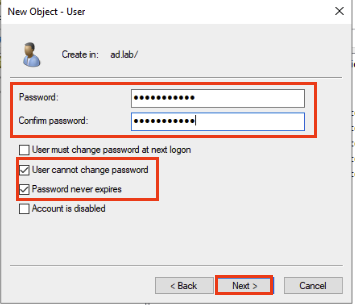 New Object - User
Create in: ad.lab/
Password: ●●●●●●●●●●●
Confirm password: ●●●●●●●●●●●
User must change password at next logon
User cannot change password
Password never expires
Account is disabled
< Back Next > Cancel